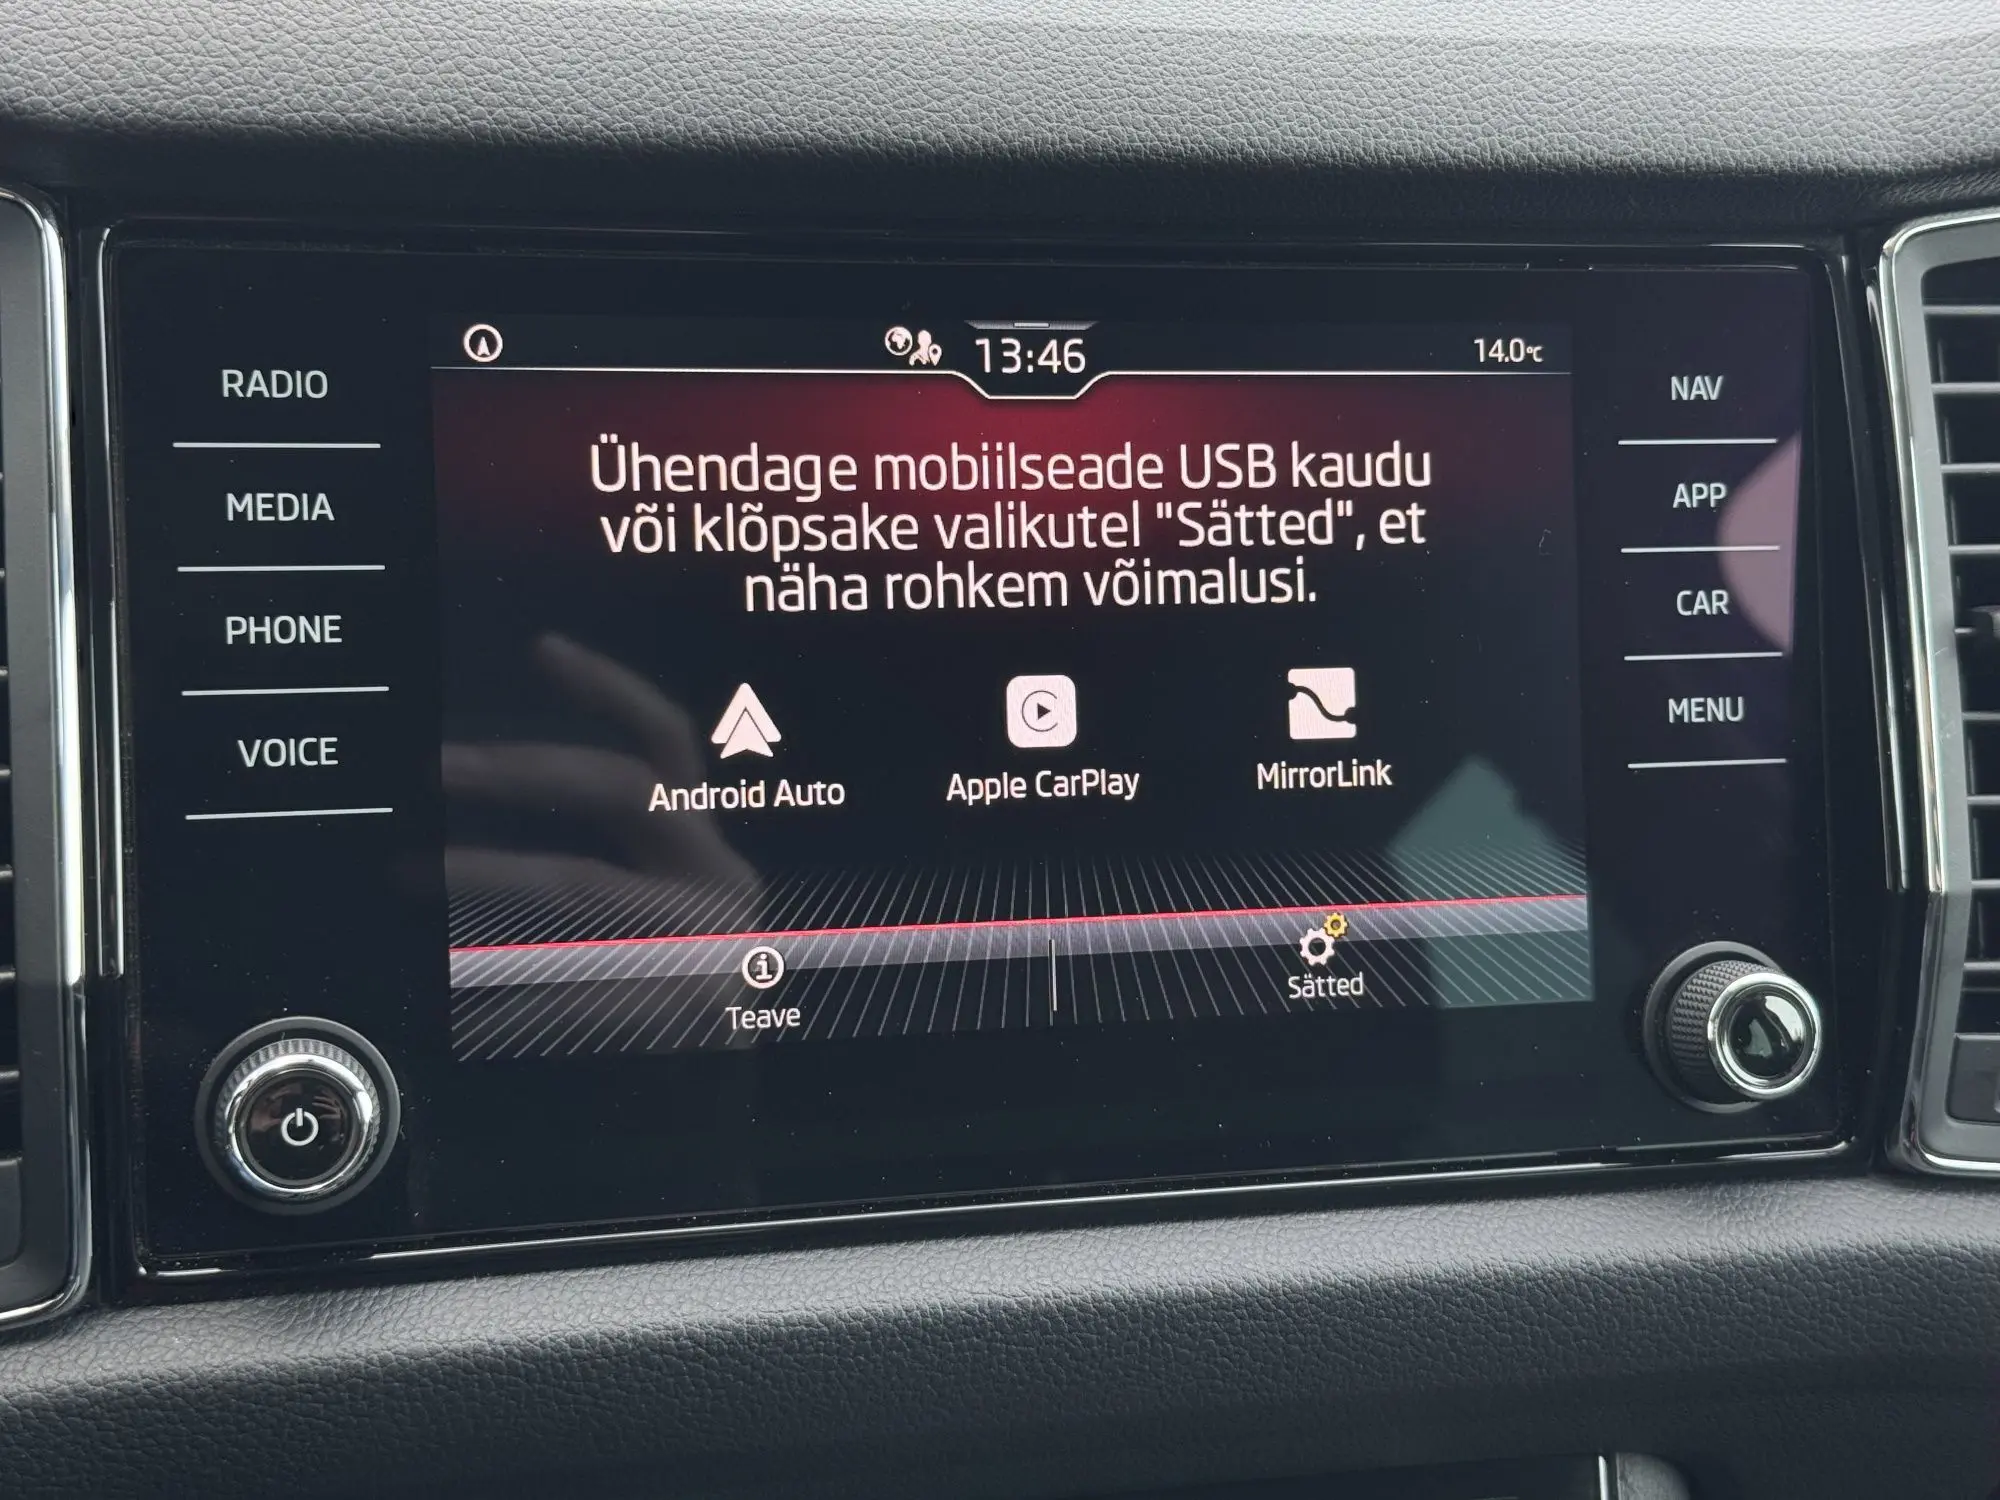 13:46
14.0°C
RADIO
MEDIA
PHONE
VOICE
Ühendage mobiilseade USB kaudu
või klõpsake valikutel "Sätted", et
näha rohkem võimalusi.
Android Auto
Apple CarPlay
MirrorLink
Teave
Sätted
NAV
APP
CAR
MENU